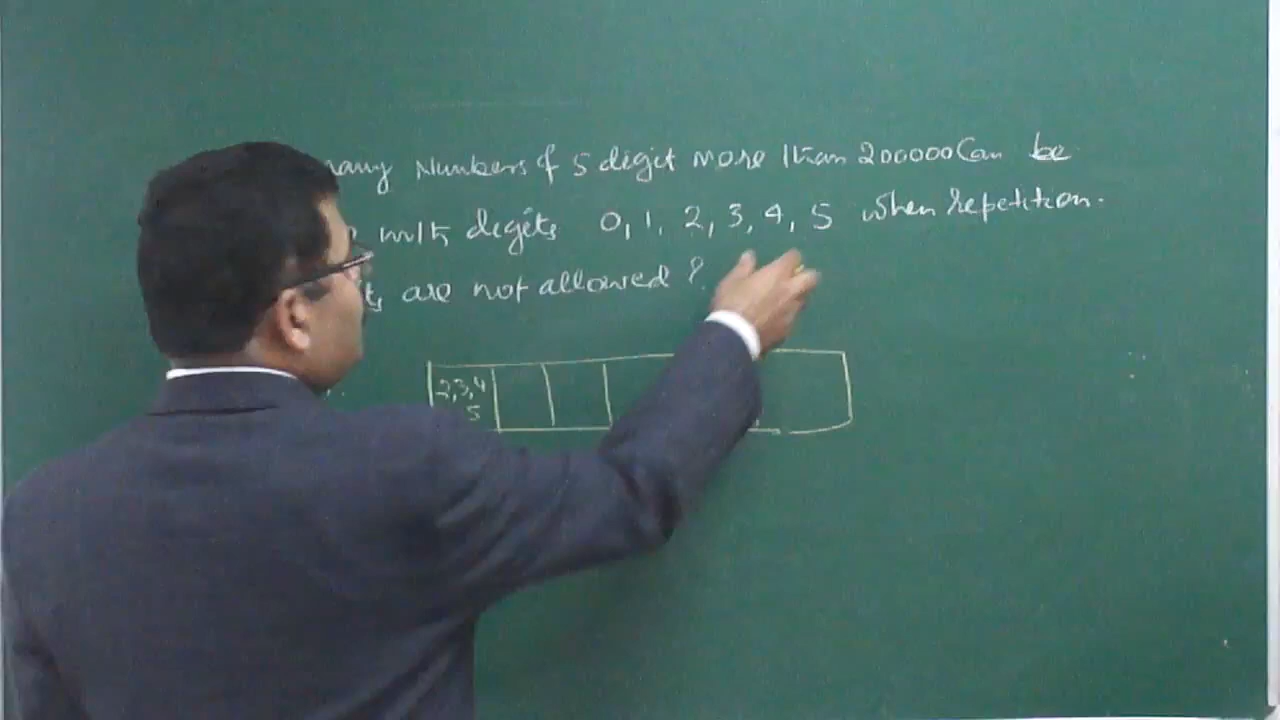 many Numbers of 5 digit more than 200000 Can be
with digits 0, 1, 2, 3, 4, 5 when repetition.
are not allowed ?
2,3,4
5